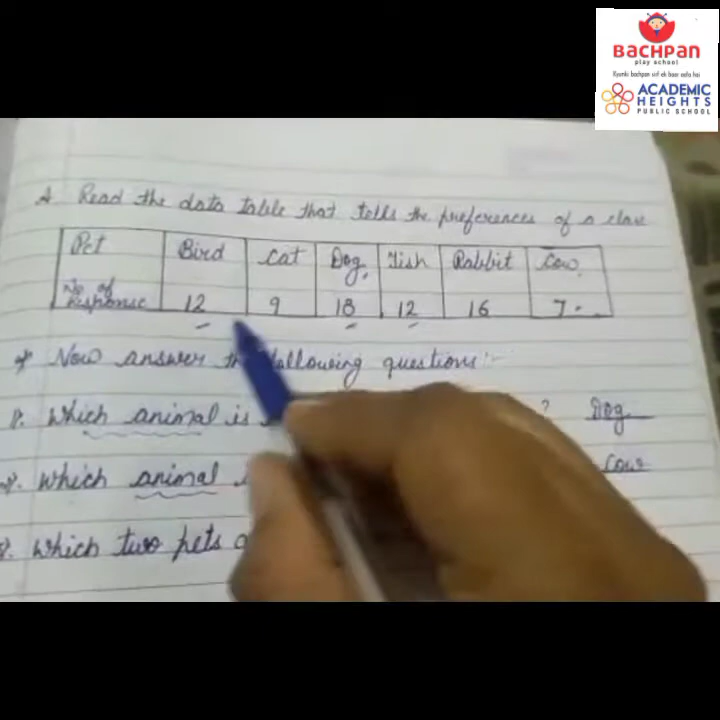 BACHPAN
play school
Kyunki bachpan sirf ek baar aata hai
ACADEMIC
HEIGHTS
PUBLIC SCHOOL
Read the data table that tells the preferences of a class
Pet Bird Cat Dog Fish Rabbit Cow
No of response 12 9 18 12 16 7
Now answer the following questions:-
Which animal is ? Dog
Which animal Cow
Which two pets